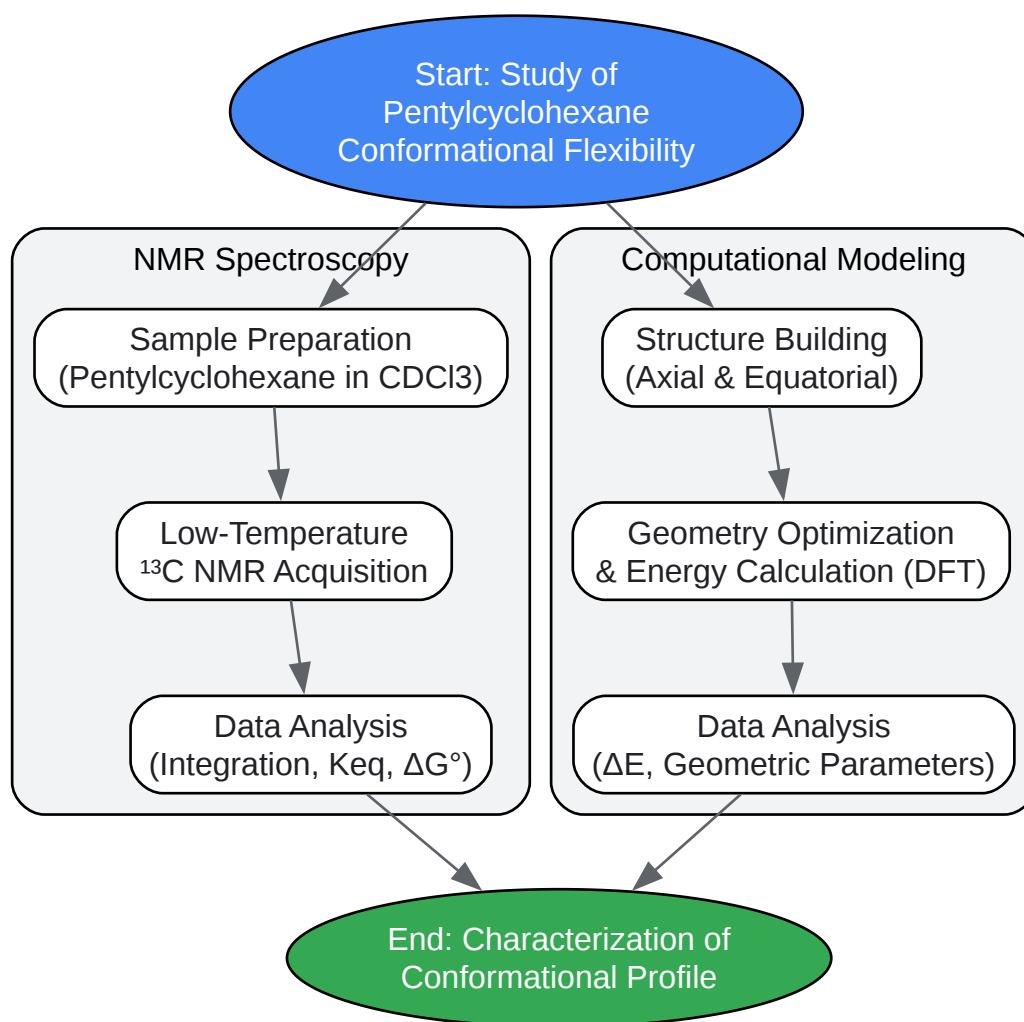 Start: Study of
Pentylcyclohexane
Conformational Flexibility
NMR Spectroscopy
Sample Preparation
(Pentylcyclohexane in CDCl3)
Low-Temperature
¹³C NMR Acquisition
Data Analysis
(Integration, Keq, ΔG°)
Computational Modeling
Structure Building
(Axial & Equatorial)
Geometry Optimization
& Energy Calculation (DFT)
Data Analysis
(ΔE, Geometric Parameters)
End: Characterization of
Conformational Profile